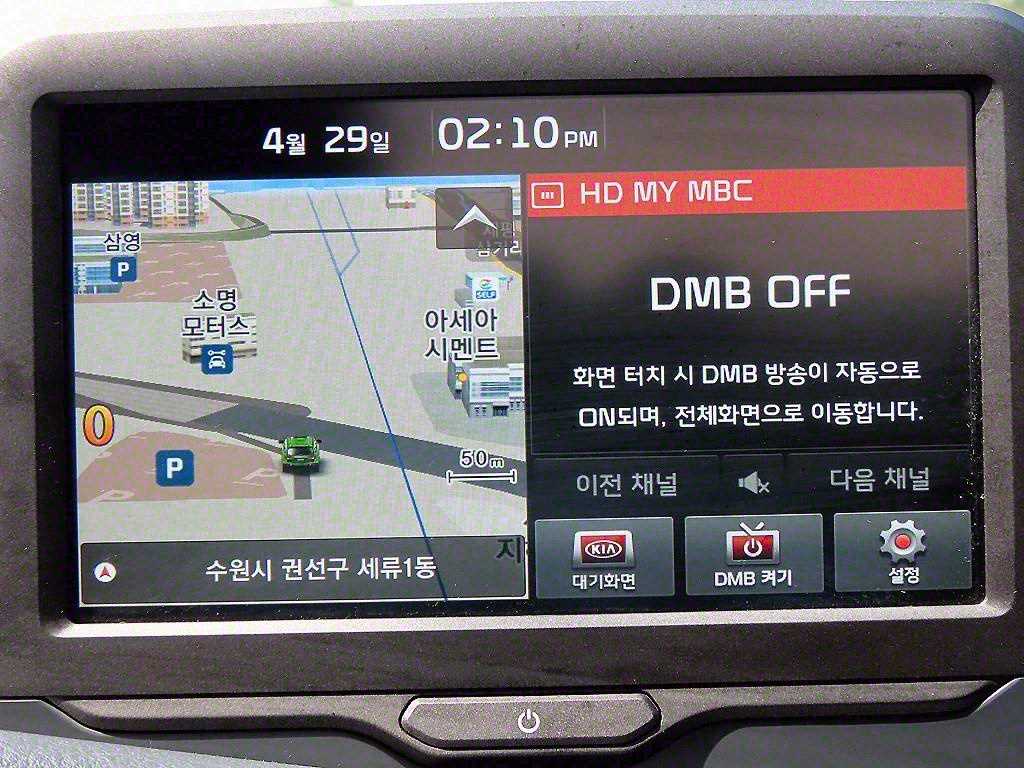 4월 29일 02:10 PM
HD MY MBC
삼영
P
소명
모터스
SELF
아세아
시멘트
0
P
P
P
50m
수원시 권선구 세류1동
DMB OFF
화면 터치 시 DMB 방송이 자동으로
ON되며, 전체화면으로 이동합니다.
이전 채널
다음 채널
KIA
대기화면
DMB 켜기
설정